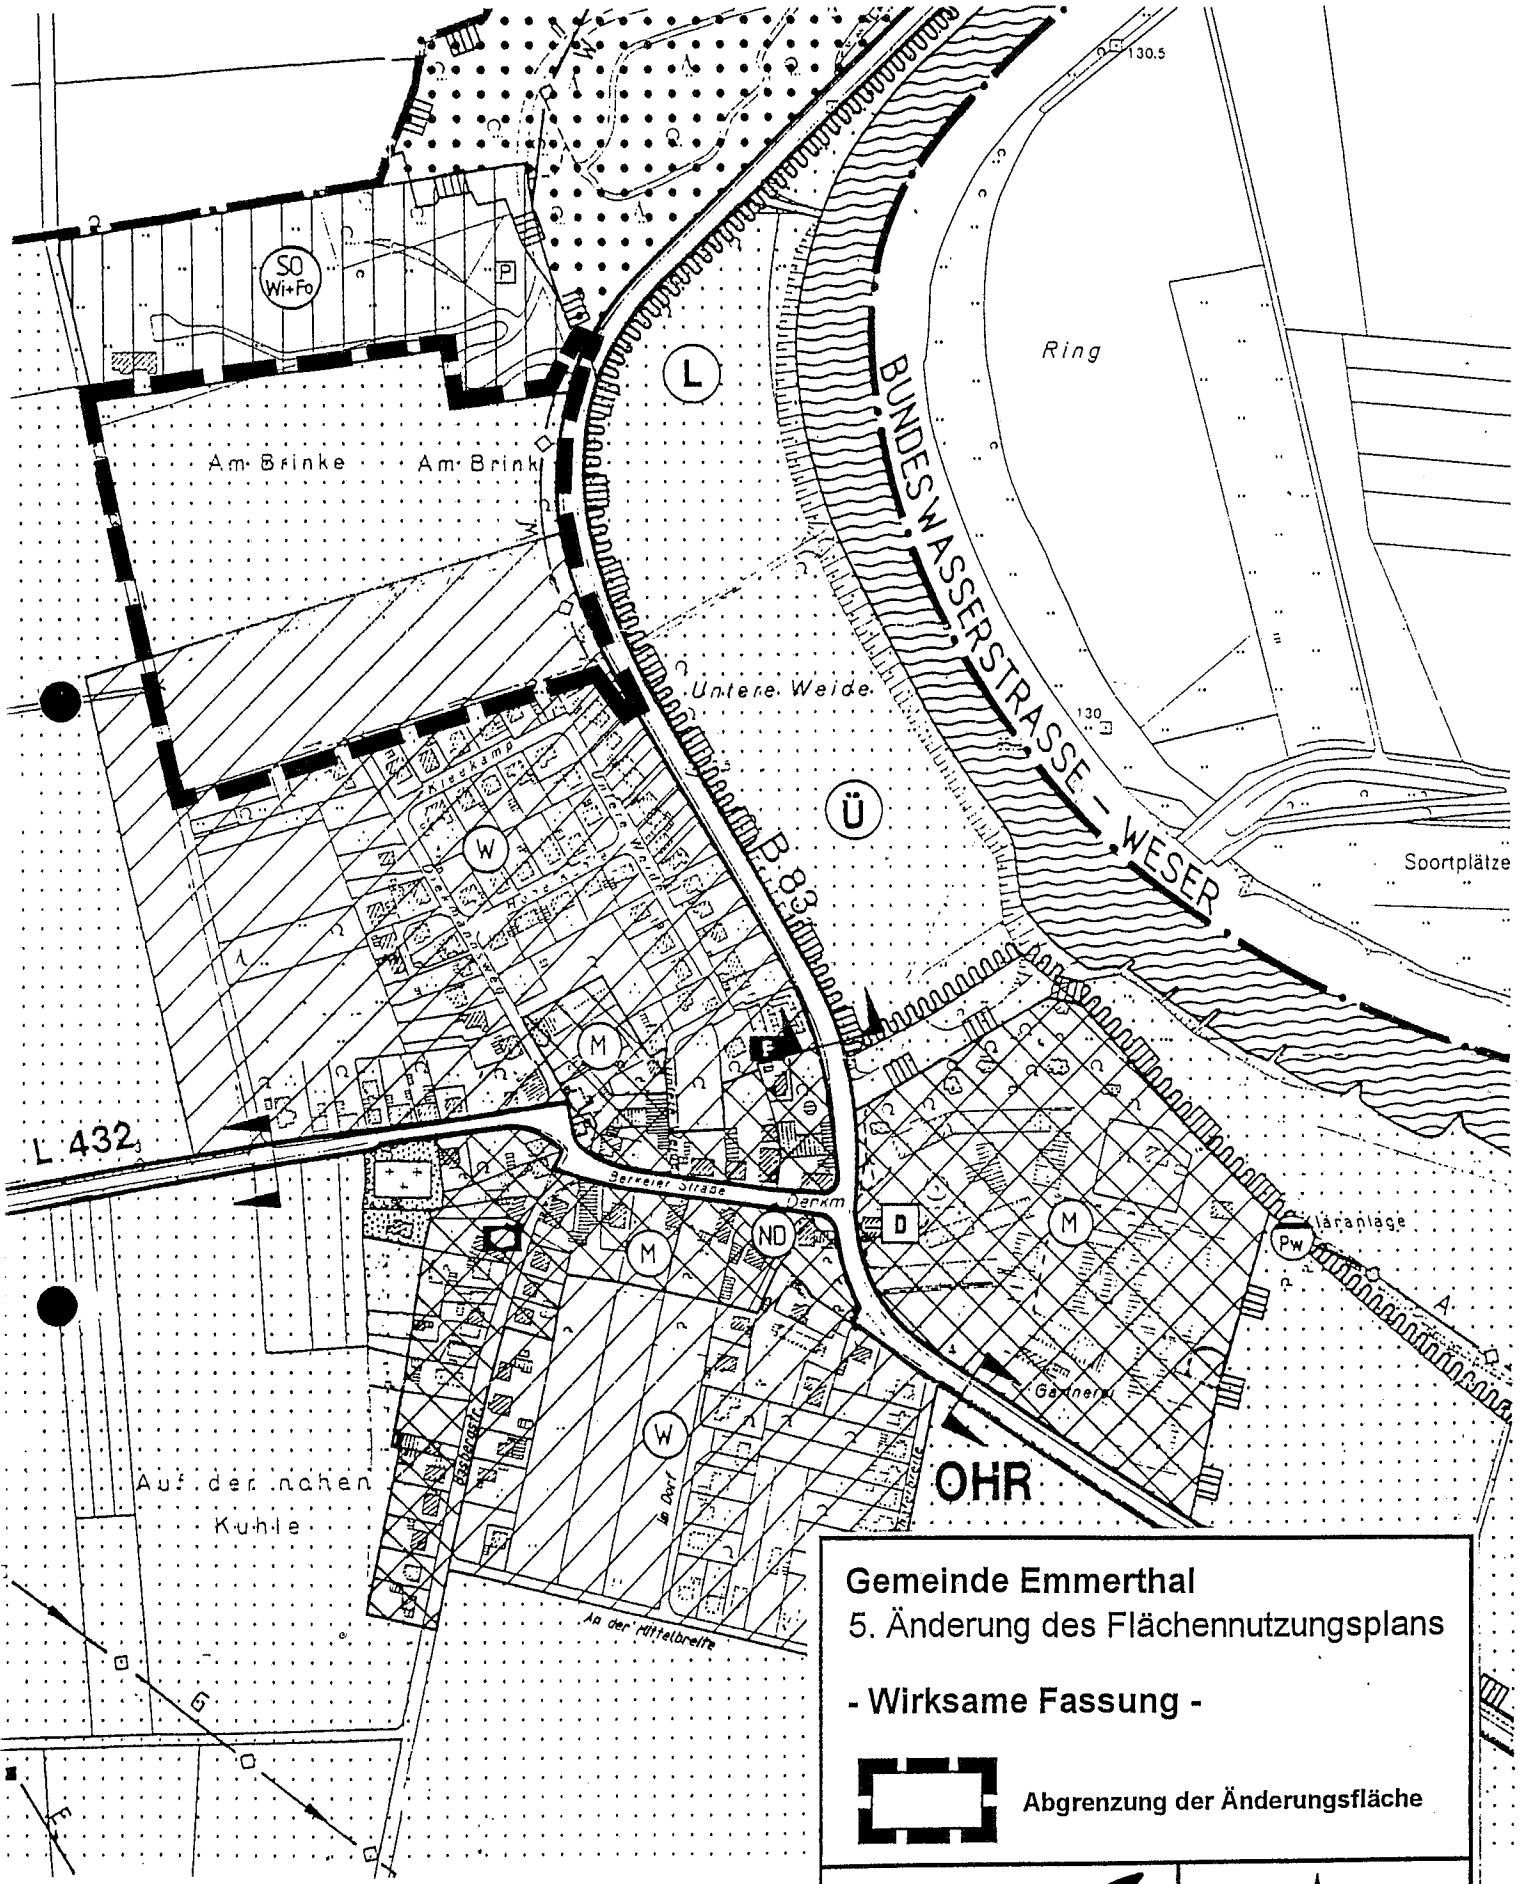 130.5
SO
Wi+Fo
P
Ring
L
BUNDESWASSERSTRASSE – WESER
Am Brinke
Am Brink
Untere Weide
130
Kleekamp
Ü
W
B 83
Sportplätze
M
F
L 432
Berkeler Straße
Denkm
D
M
ND
M
Kläranlage
Pw
A
Gärtnerei
W
OHR
Auf der nahen
Kuhle
Im Dorf
An der Mittelbreite
G
E
Gemeinde Emmerthal
5. Änderung des Flächennutzungsplans
- Wirksame Fassung -
Abgrenzung der Änderungsfläche